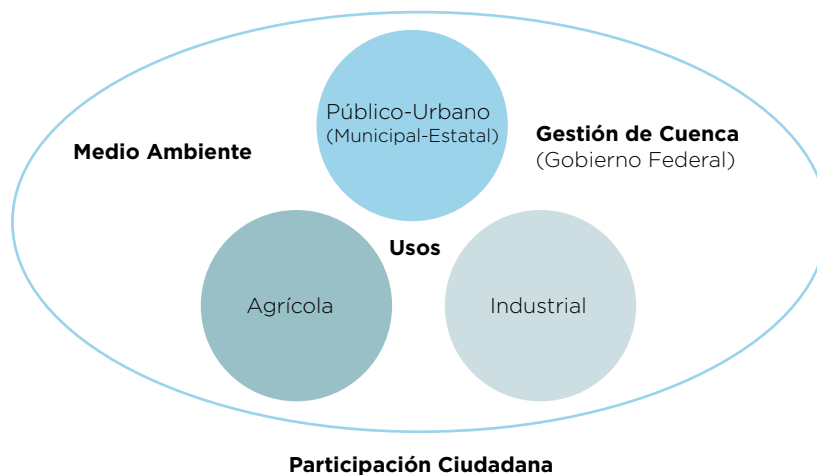 Público-Urbano
(Municipal-Estatal)
Medio Ambiente
Gestión de Cuenca
(Gobierno Federal)
Usos
Agrícola
Industrial
Participación Ciudadana